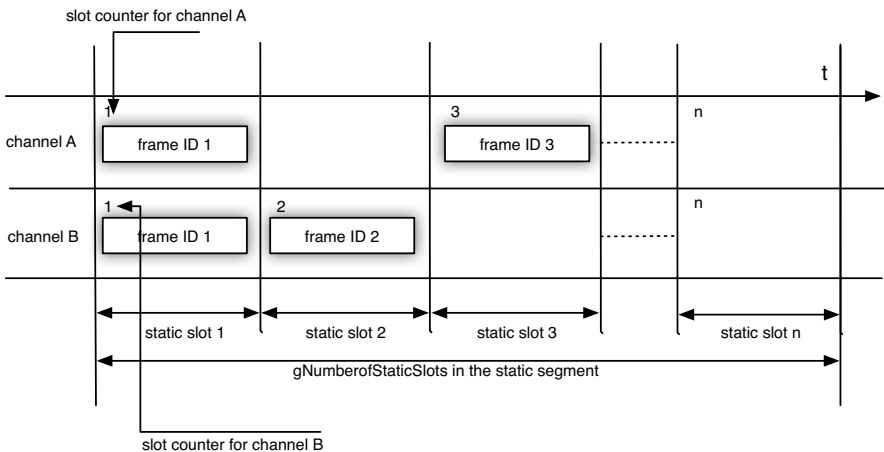 slot counter for channel A
t
1
3
n
channel A
frame ID 1
frame ID 3
1
2
n
channel B
frame ID 1
frame ID 2
static slot 1
static slot 2
static slot 3
static slot n
gNumberofStaticSlots in the static segment
slot counter for channel B